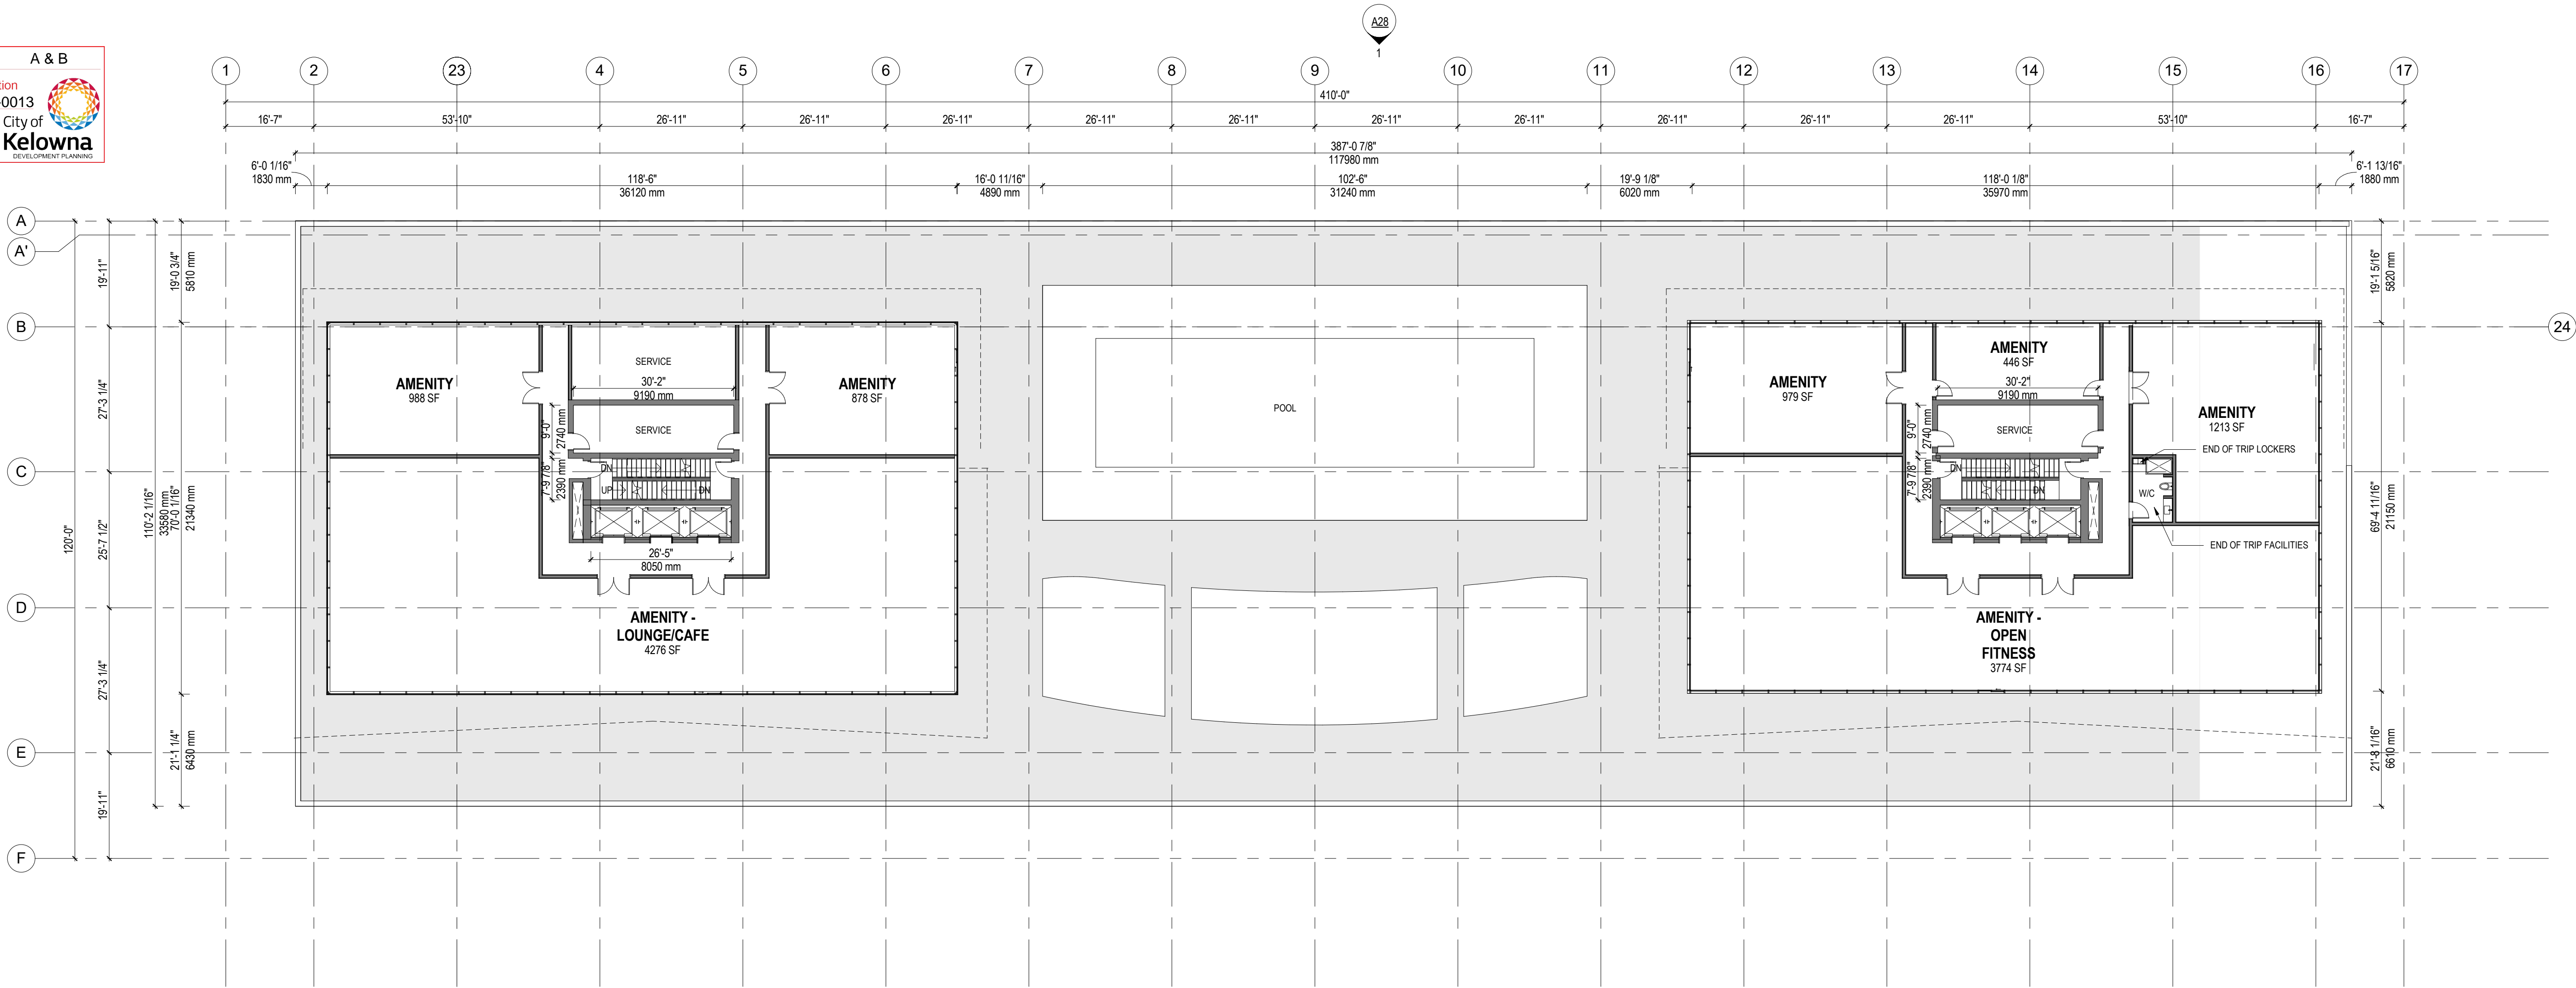 A28
1
A & B
-0013
City of
Kelowna
DEVELOPMENT PLANNING
1
2
23
4
5
6
7
8
9
10
11
12
13
14
15
16
17
410'-0"
16'-7"
53'-10"
26'-11"
26'-11"
26'-11"
26'-11"
26'-11"
26'-11"
26'-11"
26'-11"
26'-11"
26'-11"
53'-10"
16'-7"
387'-0 7/8"
117980 mm
6'-0 1/16"
1830 mm
118'-6"
36120 mm
16'-0 11/16"
4890 mm
102'-6"
31240 mm
19'-9 1/8"
6020 mm
118'-0 1/8"
35970 mm
6'-1 13/16"
1880 mm
A
A'
B
C
D
E
F
24
120'-0"
19'-11"
27'-3 1/4"
25'-7 1/2"
27'-3 1/4"
19'-11"
110'-2 1/16"
33580 mm
19'-0 3/4"
5810 mm
70'-0 1/16"
21340 mm
21'-1 1/4"
6430 mm
AMENITY
988 SF
SERVICE
30'-2"
9190 mm
SERVICE
9'-0"
2740 mm
7'-9 7/8"
2390 mm
DN
UP
DN
26'-5"
8050 mm
AMENITY
878 SF
AMENITY -
LOUNGE/CAFE
4276 SF
POOL
AMENITY
979 SF
AMENITY
446 SF
30'-2"
9190 mm
SERVICE
9'-0"
2740 mm
7'-9 7/8"
2390 mm
DN
DN
AMENITY
1213 SF
END OF TRIP LOCKERS
W/C
END OF TRIP FACILITIES
AMENITY -
OPEN
FITNESS
3774 SF
19'-1 5/16"
5820 mm
69'-4 11/16"
21150 mm
21'-8 1/16"
6610 mm